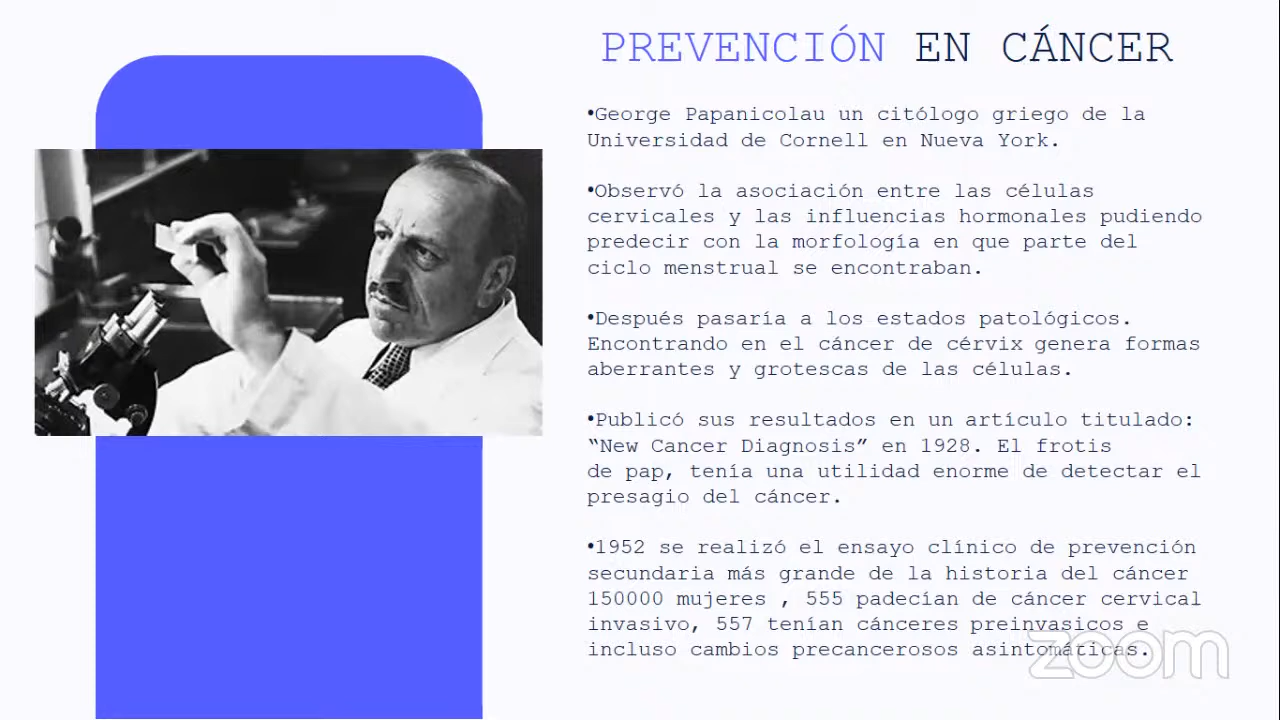 PREVENCIÓN EN CÁNCER
•George Papanicolau un citólogo griego de la
Universidad de Cornell en Nueva York.
•Observó la asociación entre las células
cervicales y las influencias hormonales pudiendo
predecir con la morfología en que parte del
ciclo menstrual se encontraban.
•Después pasaría a los estados patológicos.
Encontrando en el cáncer de cérvix genera formas
aberrantes y grotescas de las células.
•Publicó sus resultados en un artículo titulado:
“New Cancer Diagnosis” en 1928. El frotis
de pap, tenía una utilidad enorme de detectar el
presagio del cáncer.
•1952 se realizó el ensayo clínico de prevención
secundaria más grande de la historia del cáncer
150000 mujeres , 555 padecían de cáncer cervical
invasivo, 557 tenían cánceres preinvasicos e
incluso cambios precancerosos asintomáticas.
zoom